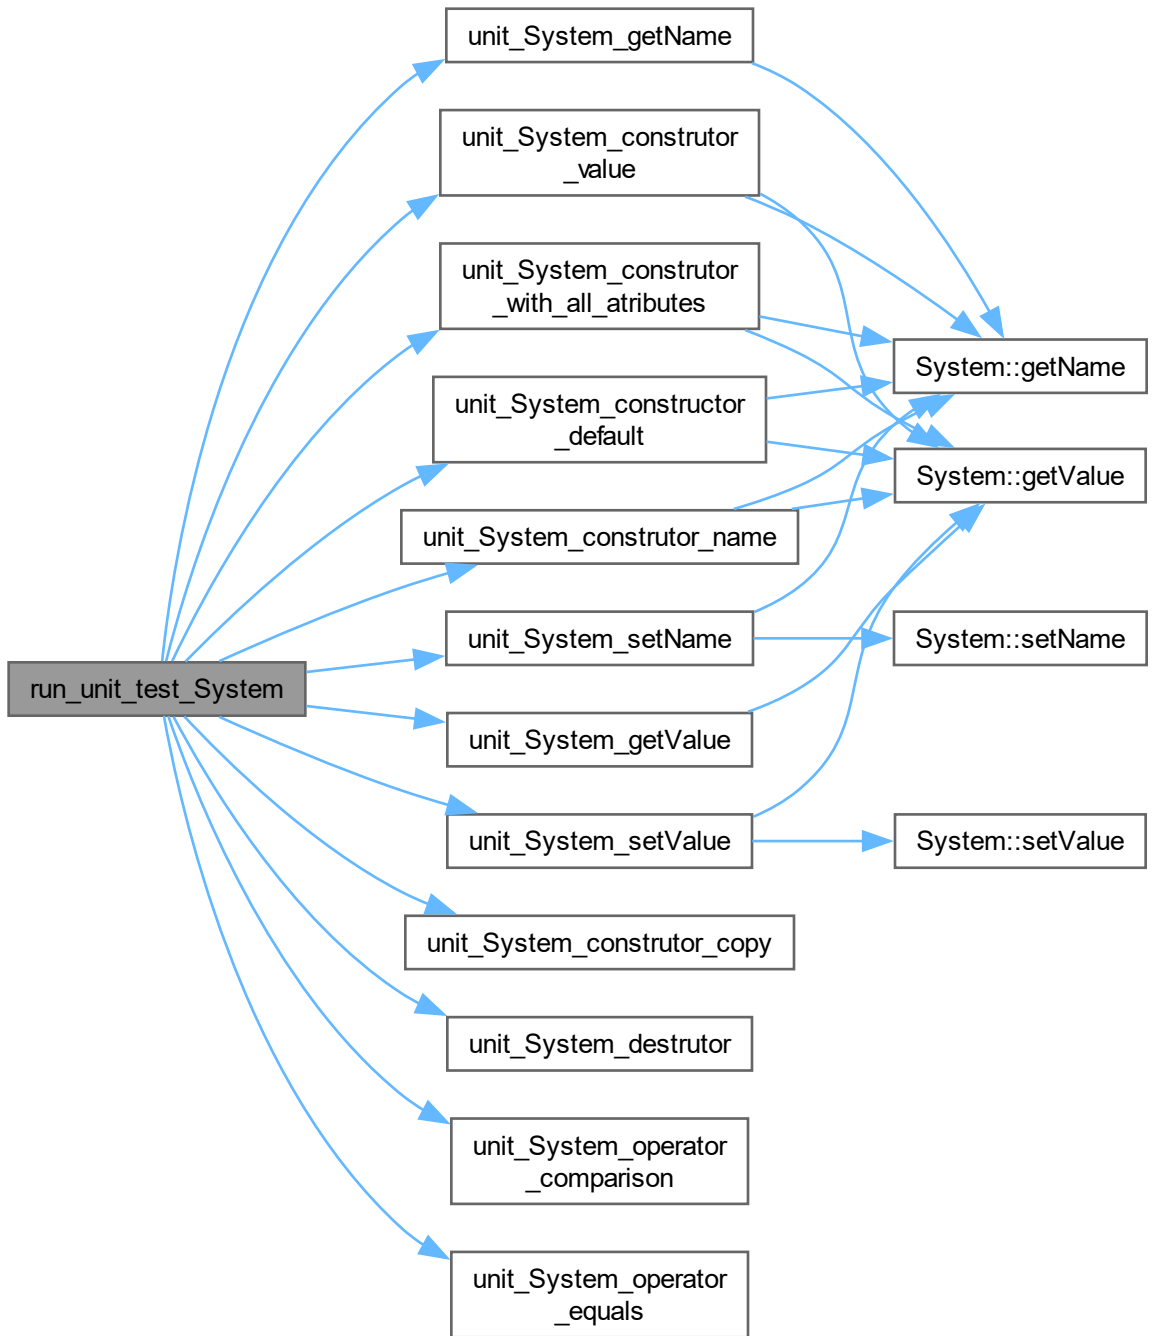 run_unit_test_System
unit_System_getName
unit_System_construtor
_value
unit_System_construtor
_with_all_atributes
unit_System_constructor
_default
unit_System_construtor_name
unit_System_setName
unit_System_getValue
unit_System_setValue
unit_System_construtor_copy
unit_System_destrutor
unit_System_operator
_comparison
unit_System_operator
_equals
System::getName
System::getValue
System::setName
System::setValue